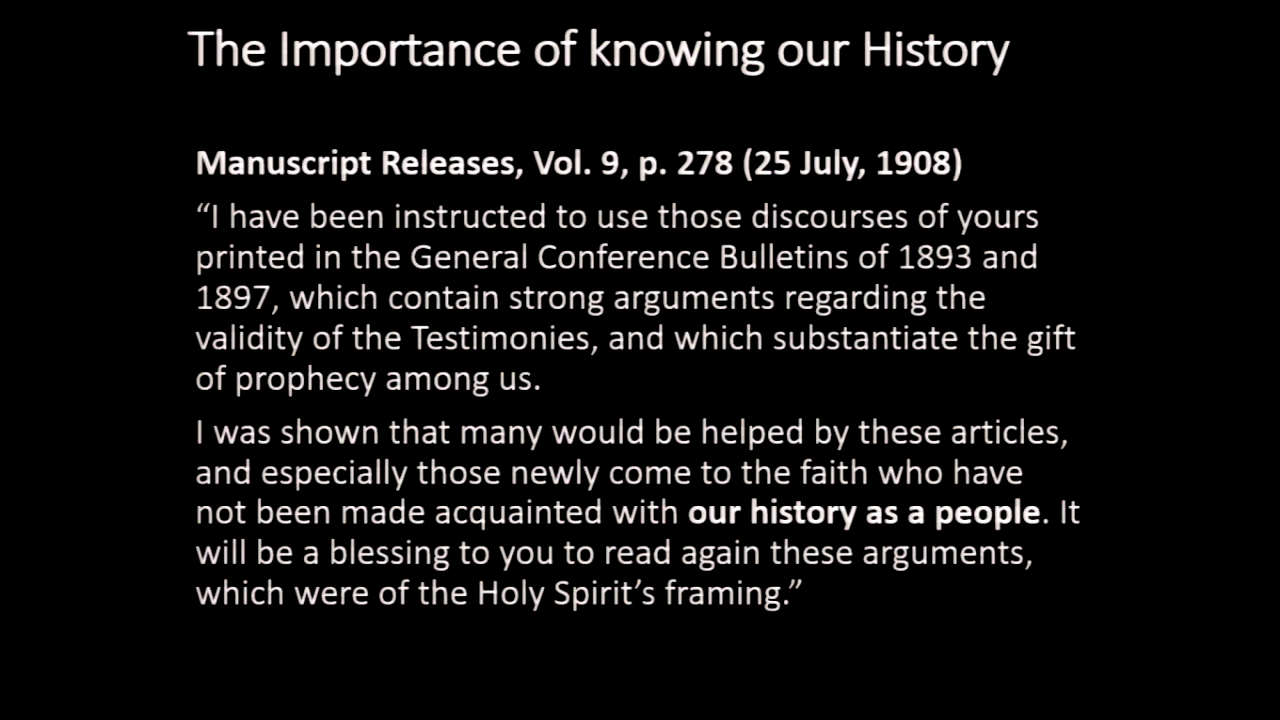 The Importance of knowing our History
Manuscript Releases, Vol. 9, p. 278 (25 July, 1908)
“I have been instructed to use those discourses of yours
printed in the General Conference Bulletins of 1893 and
1897, which contain strong arguments regarding the
validity of the Testimonies, and which substantiate the gift
of prophecy among us.
I was shown that many would be helped by these articles,
and especially those newly come to the faith who have
not been made acquainted with our history as a people. It
will be a blessing to you to read again these arguments,
which were of the Holy Spirit’s framing.”